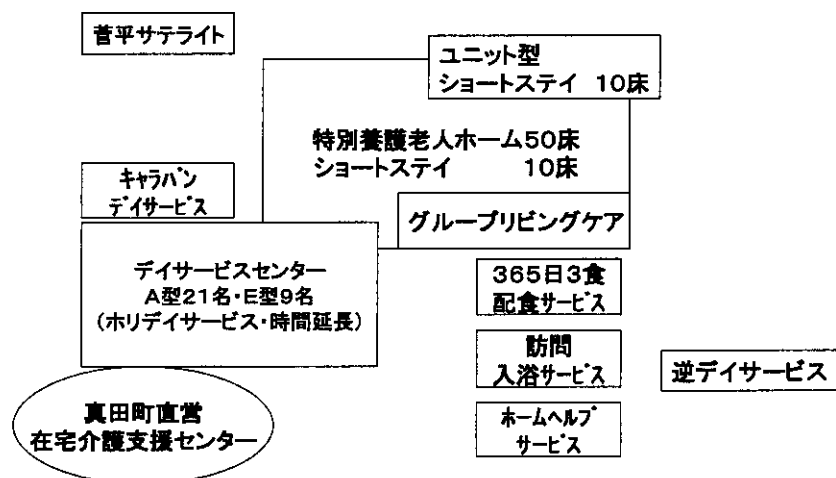 菅平サテライト
ユニット型
ショートステイ 10床
特別養護老人ホーム50床
ショートステイ 10床
キャラバン
デイサービス
グループリビングケア
デイサービスセンター
A型21名・E型9名
(ホリデイサービス・時間延長)
365日3食
配食サービス
訪問
入浴サービス
逆デイサービス
真田町直営
在宅介護支援センター
ホームヘルプ
サービス